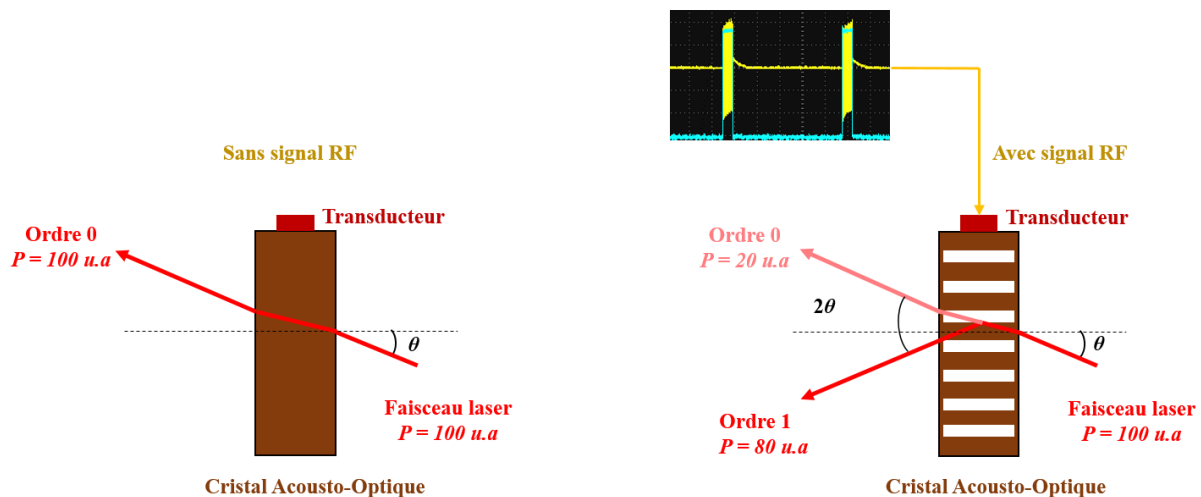 Sans signal RF
Transducteur
Ordre 0
P = 100 u.a
θ
Faisceau laser
P = 100 u.a
Cristal Acousto-Optique
Avec signal RF
Transducteur
Ordre 0
P = 20 u.a
2θ
θ
Ordre 1
P = 80 u.a
Faisceau laser
P = 100 u.a
Cristal Acousto-Optique